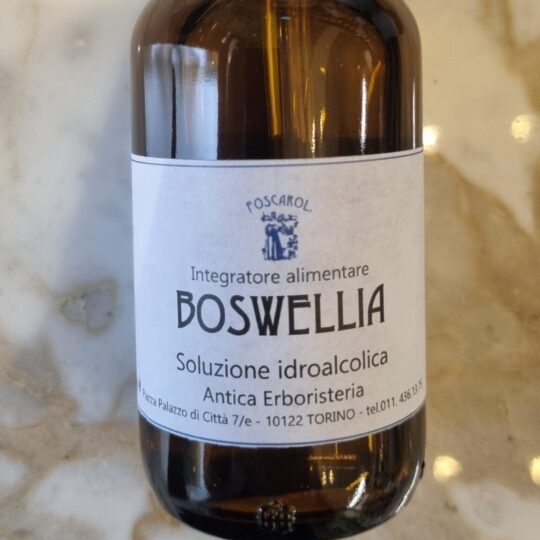 FOSCAROL
Integratore alimentare
BOSWELLIA
Soluzione idroalcolica
Antica Erboristeria
Piazza Palazzo di Città 7/e - 10122 TORINO - tel.011. 436.13.15